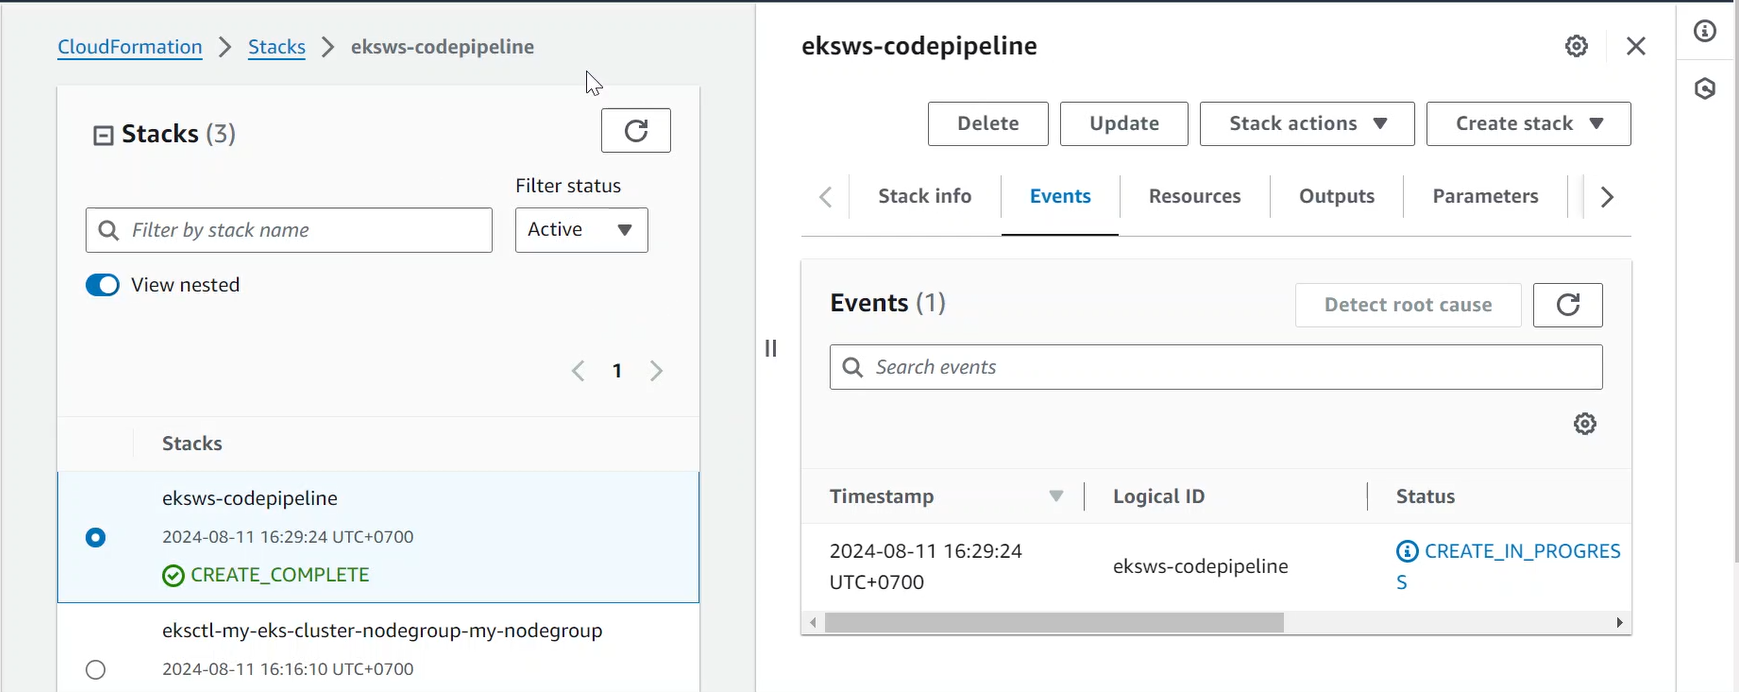 CloudFormation > Stacks > eksws-codepipeline
Stacks (3)
Filter status
Filter by stack name
Active
View nested
1
Stacks
eksws-codepipeline
2024-08-11 16:29:24 UTC+0700
CREATE_COMPLETE
eksctl-my-eks-cluster-nodegroup-my-nodegroup
2024-08-11 16:16:10 UTC+0700
eksws-codepipeline
Delete
Update
Stack actions
Create stack
Stack info
Events
Resources
Outputs
Parameters
Events (1)
Detect root cause
Search events
Timestamp
Logical ID
Status
2024-08-11 16:29:24
UTC+0700
eksws-codepipeline
CREATE_IN_PROGRES
S